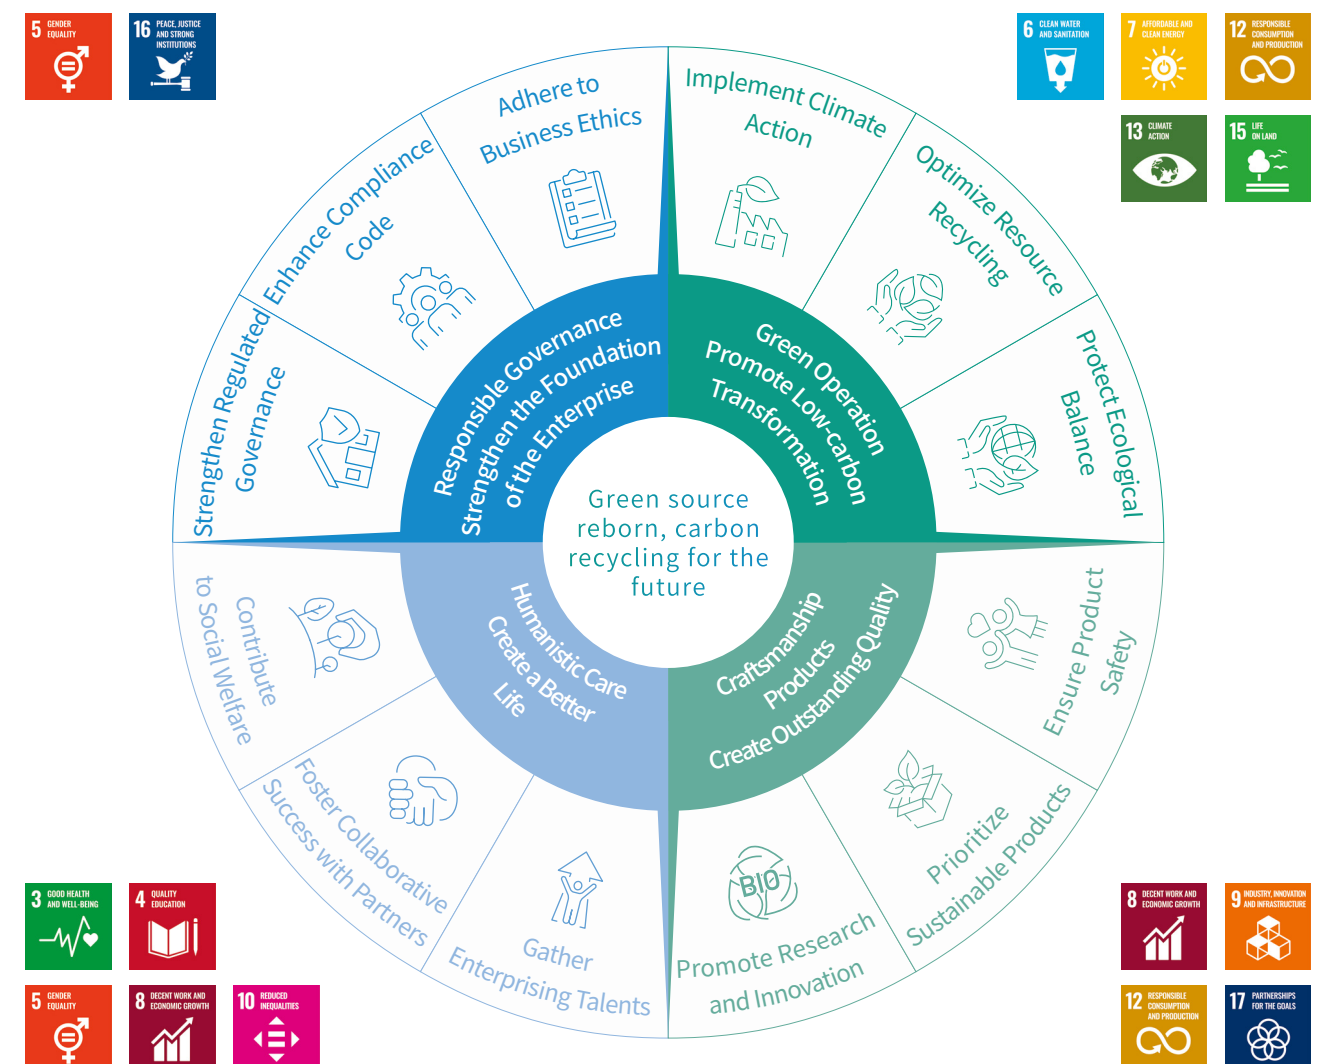 5 GENDER
EQUALITY
16 PEACE, JUSTICE
AND STRONG
INSTITUTIONS
6 CLEAN WATER
AND SANITATION
7 AFFORDABLE AND
CLEAN ENERGY
12 RESPONSIBLE
CONSUMPTION
AND PRODUCTION
13 CLIMATE
ACTION
15 LIFE
ON LAND
Adhere to
Business Ethics
Enhance Compliance
Code
Strengthen Regulated
Governance
Implement Climate
Action
Optimize Resource
Recycling
Protect Ecological
Balance
Responsible Governance
Strengthen the Foundation
of the Enterprise
Green Operation
Promote Low-carbon
Transformation
Green source
reborn, carbon
recycling for the
future
Humanistic Care
Create a Better
Life
Craftsmanship
Products
Create Outstanding Quality
Contribute
to Social Welfare
Foster Collaborative
Success with Partners
Gather
Enterprising Talents
Ensure Product
Safety
Prioritize
Sustainable Products
BIO
Promote Research
and Innovation
3 GOOD HEALTH
AND WELL-BEING
4 QUALITY
EDUCATION
5 GENDER
EQUALITY
8 DECENT WORK AND
ECONOMIC GROWTH
10 REDUCED
INEQUALITIES
8 DECENT WORK AND
ECONOMIC GROWTH
9 INDUSTRY, INNOVATION
AND INFRASTRUCTURE
12 RESPONSIBLE
CONSUMPTION
AND PRODUCTION
17 PARTNERSHIPS
FOR THE GOALS